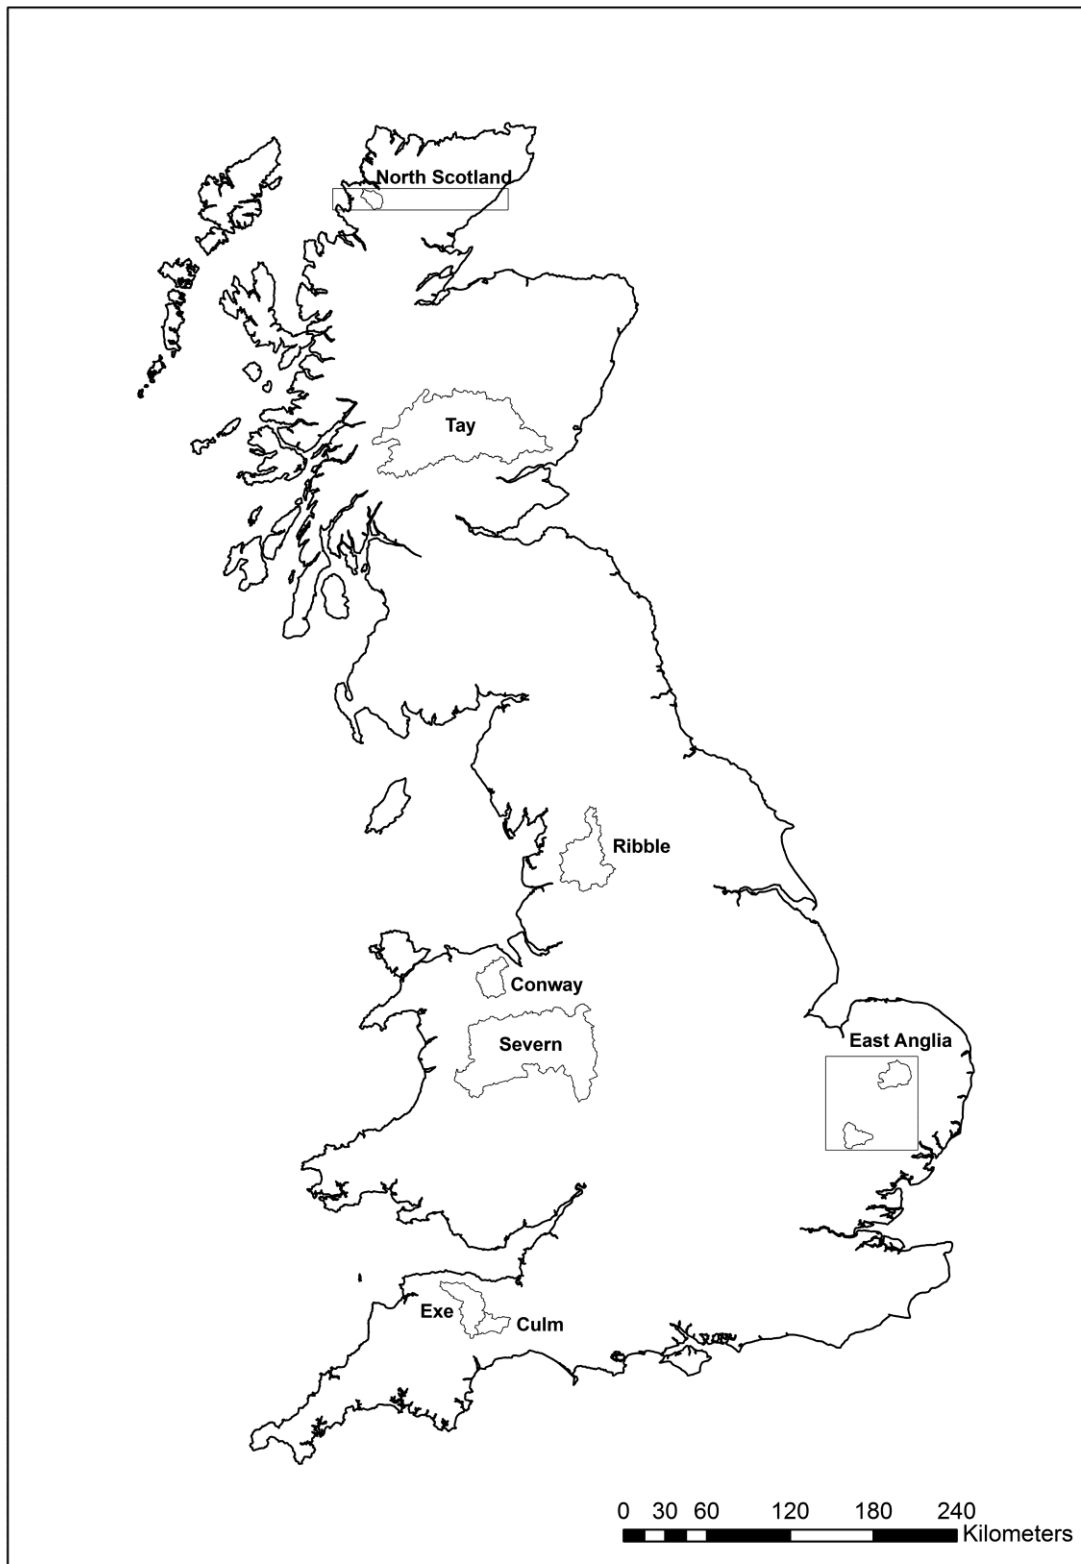 North Scotland
Tay
Ribble
Conway
Severn
East Anglia
Exe
Culm
0 30 60 120 180 240
Kilometers